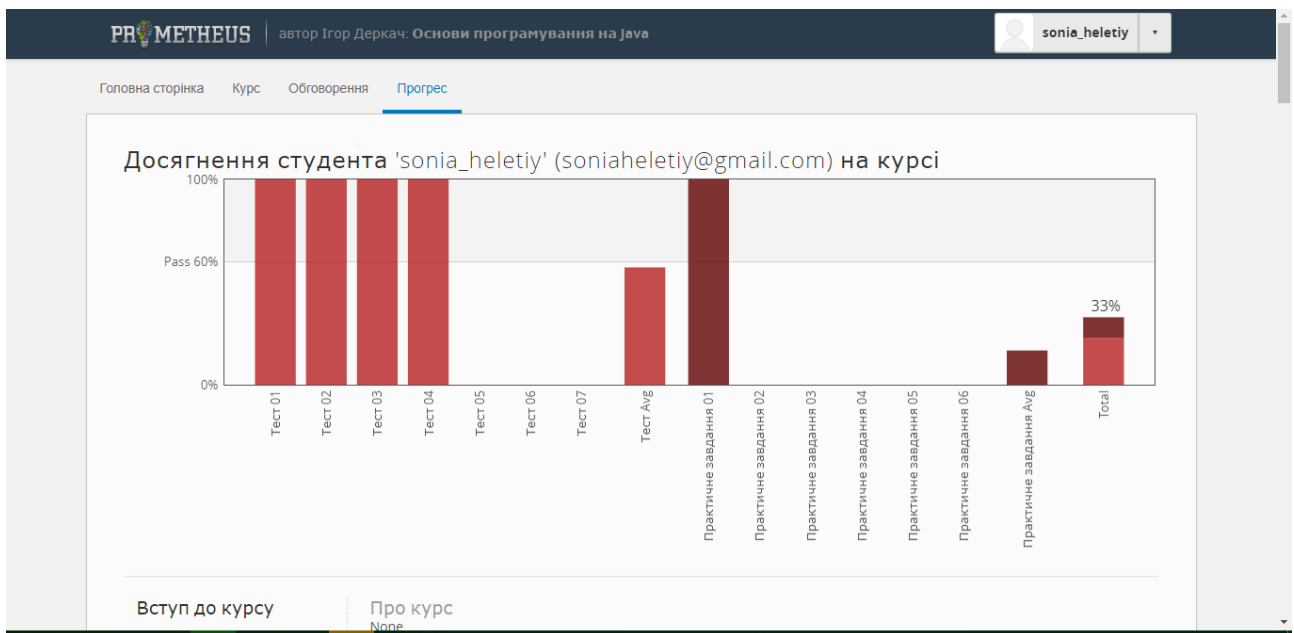 PROMETHEUS
автор Ігор Деркач: Основи програмування на Java
sonia_heletiy
Головна сторінка Курс Обговорення Прогрес
Досягнення студента 'sonia_heletiy' (soniaheletiy@gmail.com) на курсі
100%
Pass 60%
33%
0%
Тест 01
Тест 02
Тест 03
Тест 04
Тест 05
Тест 06
Тест 07
Тест Avg
Практичне завдання 01
Практичне завдання 02
Практичне завдання 03
Практичне завдання 04
Практичне завдання 05
Практичне завдання 06
Практичне завдання Avg
Total
Вступ до курсу
Про курс
None